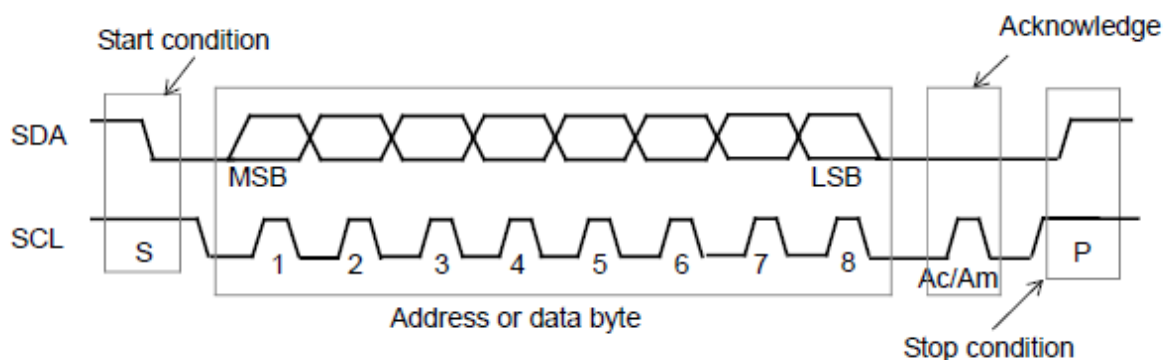 Start condition
Acknowledge
SDA
MSB
LSB
SCL
S
1 2 3 4 5 6 7 8
Ac/Am
P
Address or data byte
Stop condition